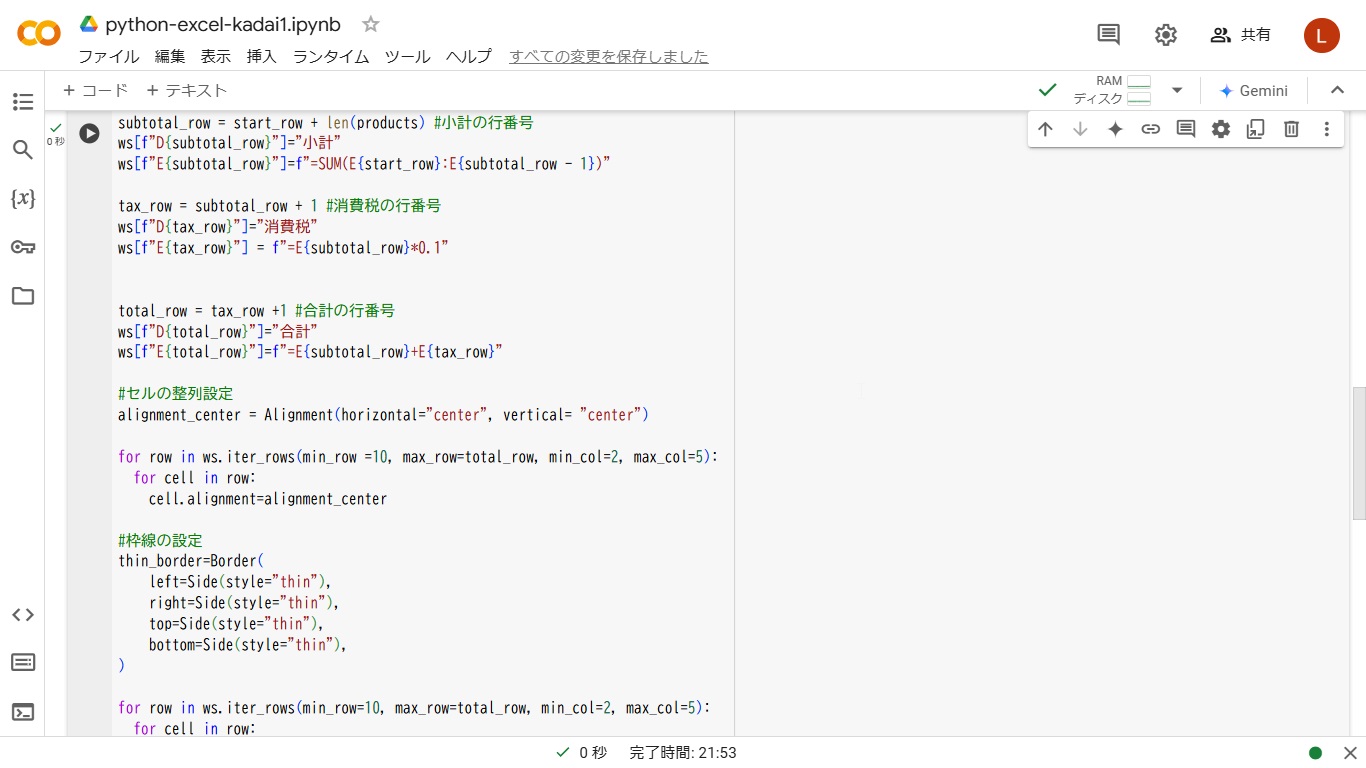 python-excel-kadai1.ipynb
ファイル 編集 表示 挿入 ランタイム ツール ヘルプ すべての変更を保存しました
共有
L
+ コード + テキスト
RAM
ディスク
Gemini
0 秒
subtotal_row = start_row + len(products) #小計の行番号
ws[f"D{subtotal_row}"]="小計"
ws[f"E{subtotal_row}"]=f"=SUM(E{start_row}:E{subtotal_row - 1})"
tax_row = subtotal_row + 1 #消費税の行番号
ws[f"D{tax_row}"]="消費税"
ws[f"E{tax_row}"] = f"=E{subtotal_row}*0.1"
total_row = tax_row +1 #合計の行番号
ws[f"D{total_row}"]="合計"
ws[f"E{total_row}"]=f"=E{subtotal_row}+E{tax_row}"
#セルの整列設定
alignment_center = Alignment(horizontal="center", vertical= "center")
for row in ws.iter_rows(min_row =10, max_row=total_row, min_col=2, max_col=5):
  for cell in row:
    cell.alignment=alignment_center
#枠線の設定
thin_border=Border(
    left=Side(style="thin"),
    right=Side(style="thin"),
    top=Side(style="thin"),
    bottom=Side(style="thin"),
)
for row in ws.iter_rows(min_row=10, max_row=total_row, min_col=2, max_col=5):
  for cell in row:
0 秒 完了時間: 21:53